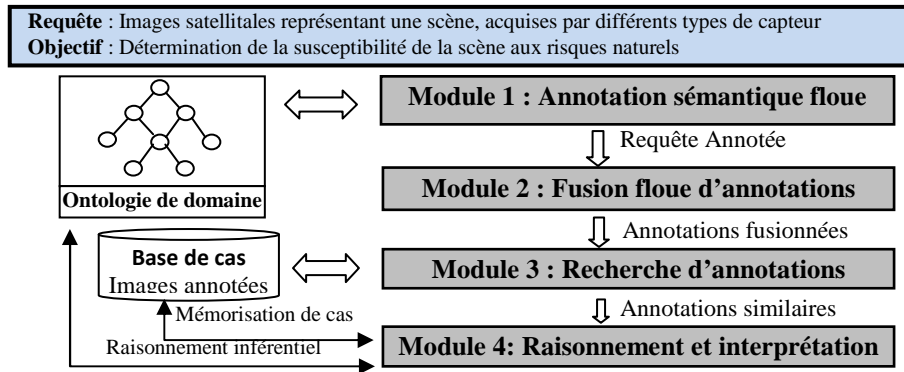 Requête : Images satellitales représentant une scène, acquises par différents types de capteur
Objectif : Détermination de la susceptibilité de la scène aux risques naturels
Module 1 : Annotation sémantique floue
Requête Annotée
Ontologie de domaine
Module 2 : Fusion floue d'annotations
Annotations fusionnées
Base de cas
Images annotées
Module 3 : Recherche d'annotations
Mémorisation de cas
Annotations similaires
Raisonnement inférentiel
Module 4: Raisonnement et interprétation